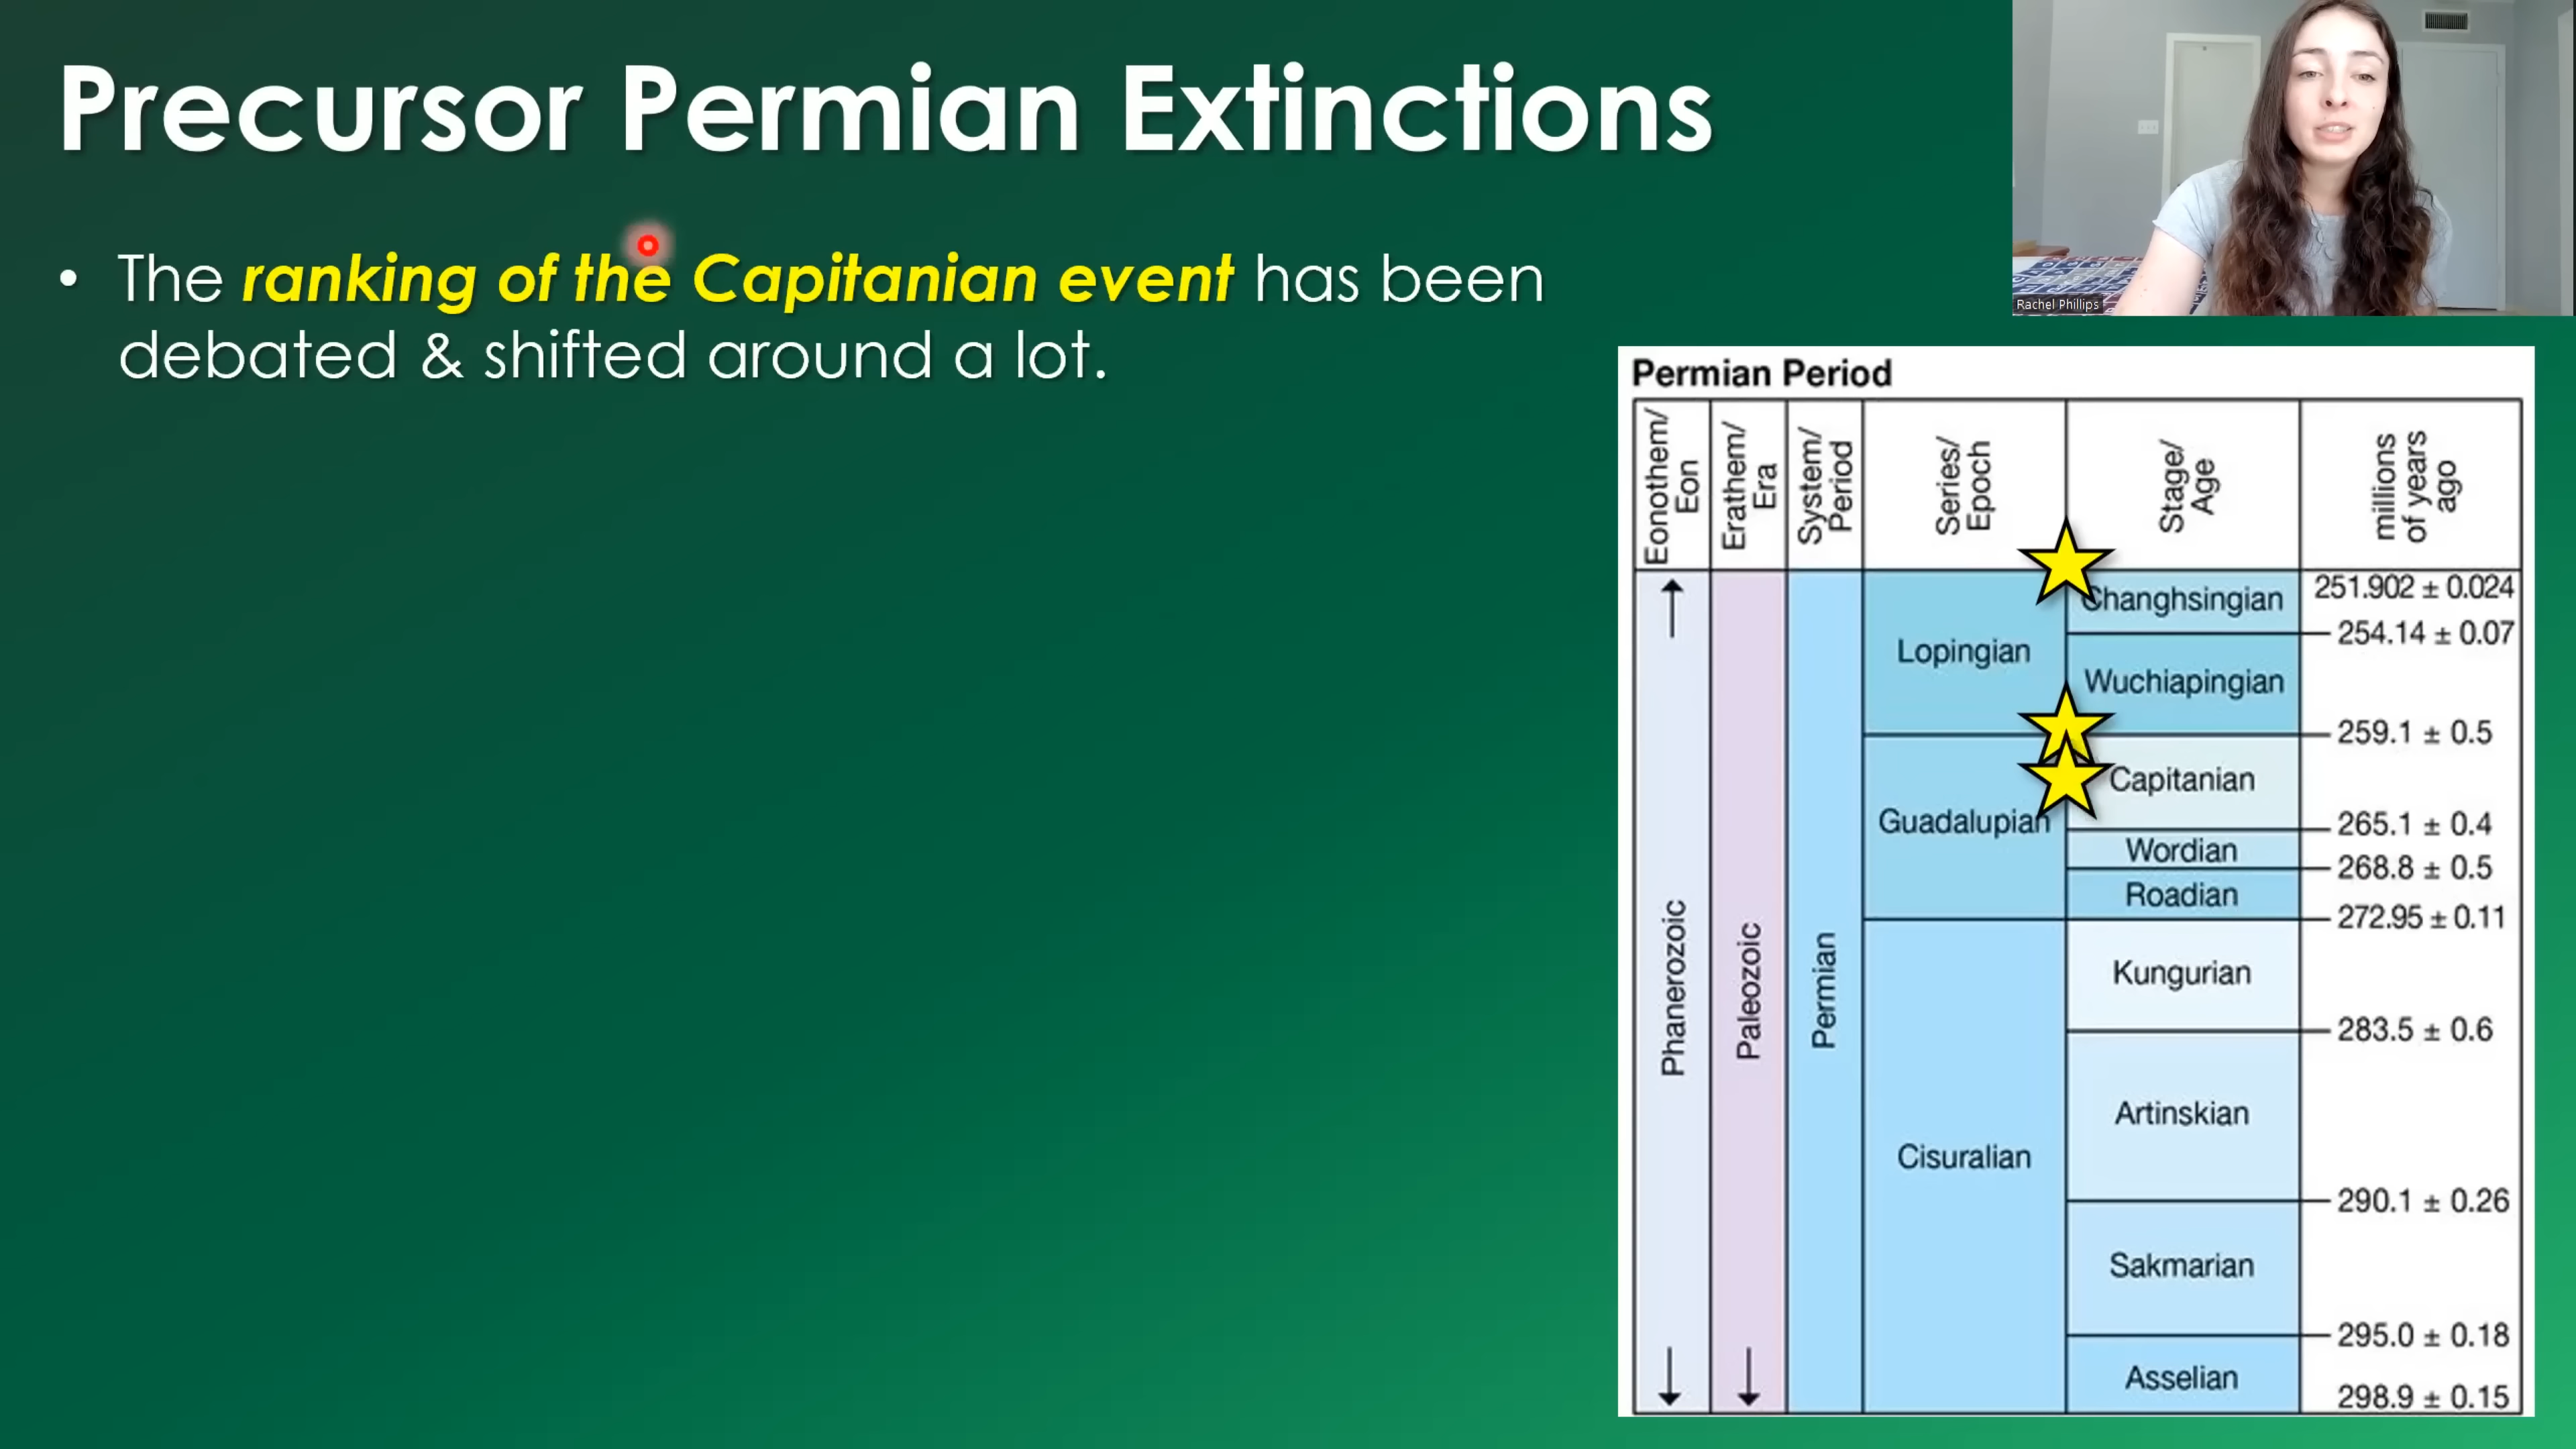 Precursor Permian Extinctions
• The ranking of the Capitanian event has been
debated & shifted around a lot.
Rachel Phillips
Permian Period
Eonothem/
Eon
Erathem/
Era
System/
Period
Series/
Epoch
Stage/
Age
millions
of years
ago
Phanerozoic
Paleozoic
Permian
Lopingian
Guadalupian
Cisuralian
Changhsingian
Wuchiapingian
Capitanian
Wordian
Roadian
Kungurian
Artinskian
Sakmarian
Asselian
251.902 ± 0.024
254.14 ± 0.07
259.1 ± 0.5
265.1 ± 0.4
268.8 ± 0.5
272.95 ± 0.11
283.5 ± 0.6
290.1 ± 0.26
295.0 ± 0.18
298.9 ± 0.15